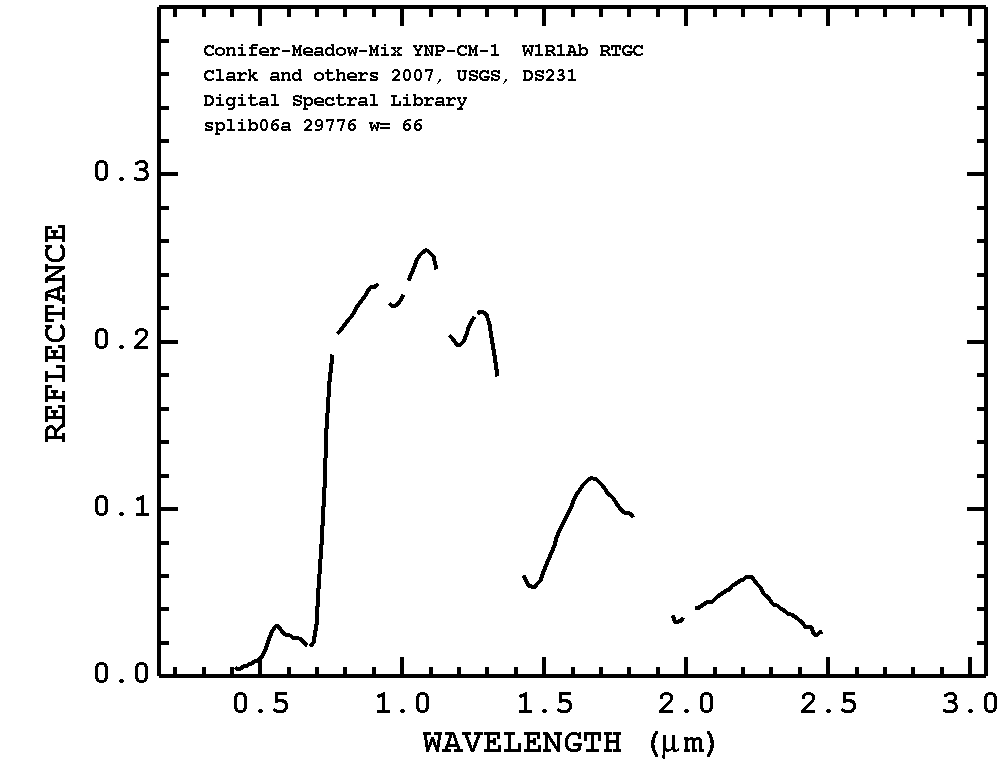 Conifer-Meadow-Mix YNP-CM-1 W1R1Ab RTGC
Clark and others 2007, USGS, DS231
Digital Spectral Library
splib06a 29776 w= 66
REFLECTANCE
0.3
0.2
0.1
0.0
0.5 1.0 1.5 2.0 2.5 3.0
WAVELENGTH (μm)